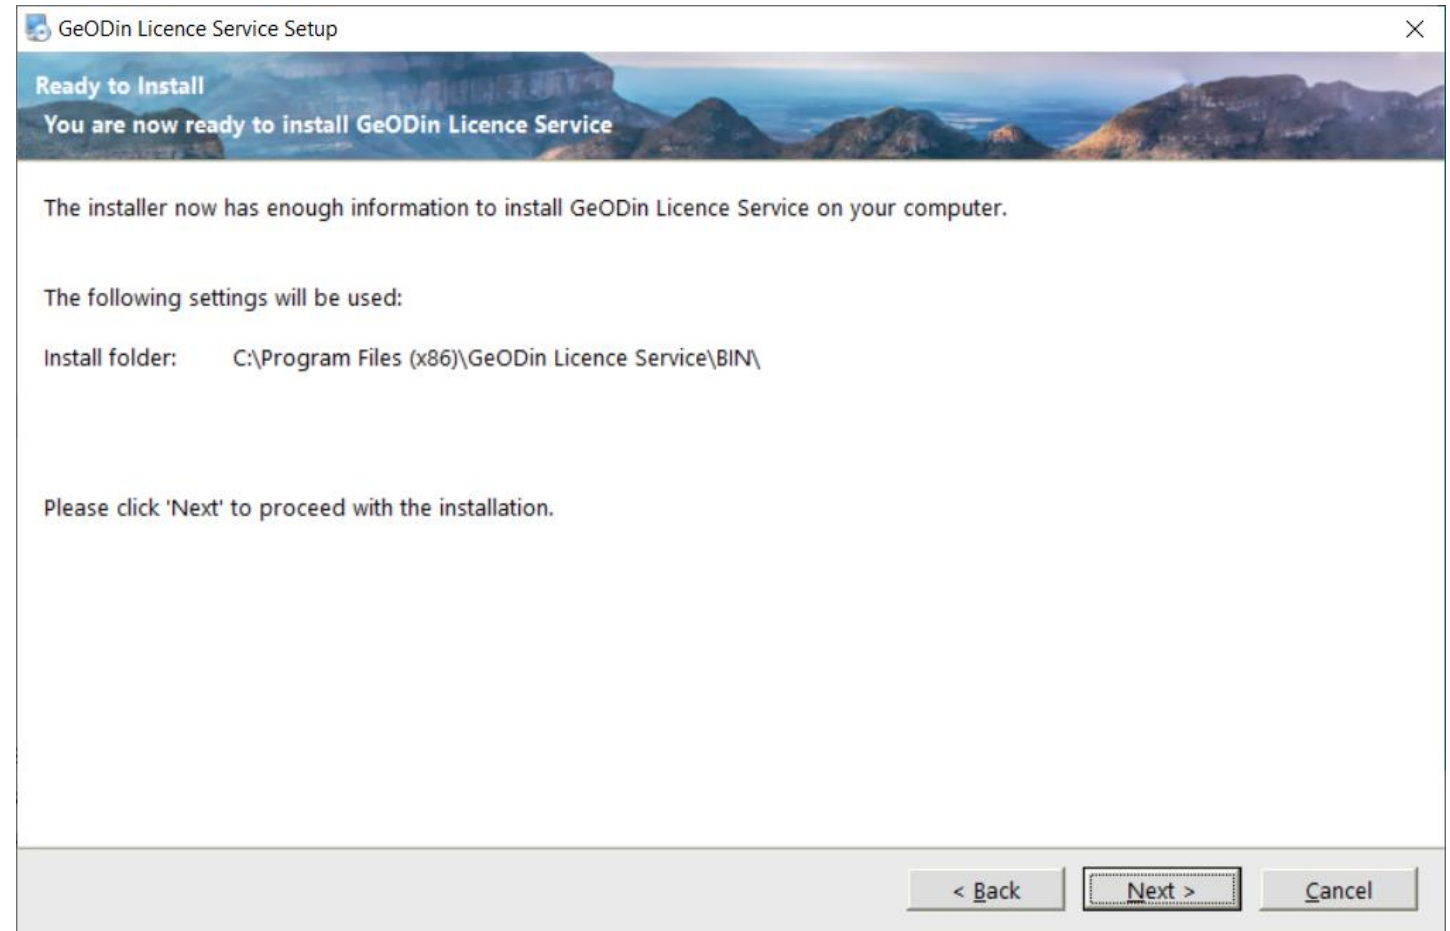 GeODin Licence Service Setup
Ready to Install
You are now ready to install GeODin Licence Service
The installer now has enough information to install GeODin Licence Service on your computer.
The following settings will be used:
Install folder: C:\Program Files (x86)\GeODin Licence Service\BIN\
Please click 'Next' to proceed with the installation.
< Back Next > Cancel